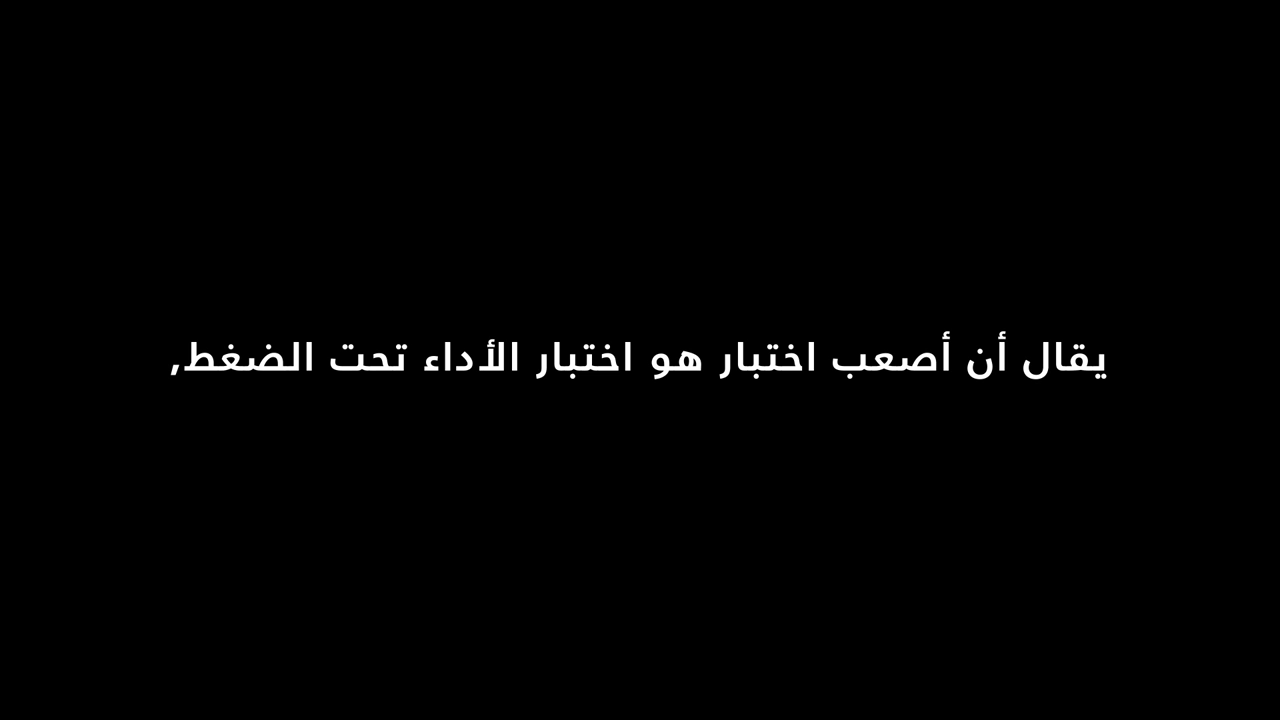 يقال أن أصعب اختبار هو اختبار الأداء تحت الضغط,